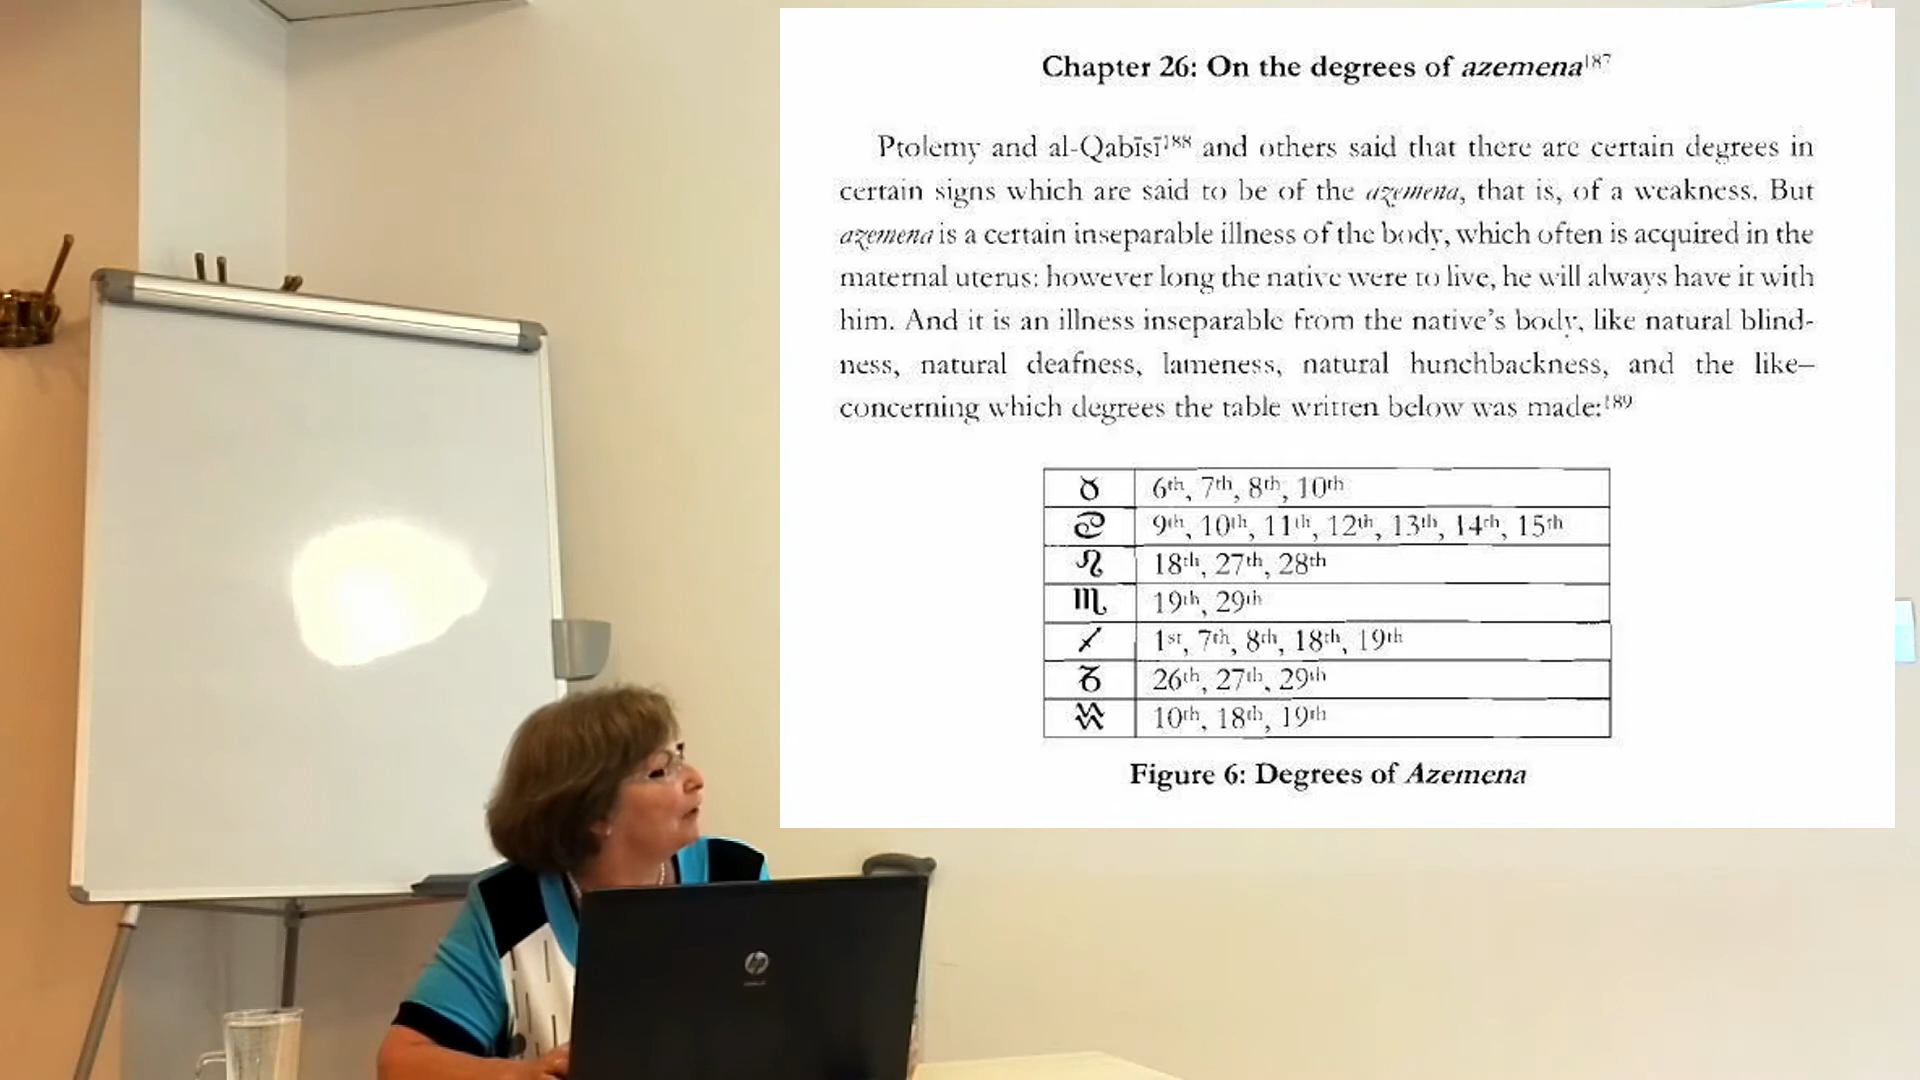 Chapter 26: On the degrees of azemena187
Ptolemy and al-Qabīsī188 and others said that there are certain degrees in
certain signs which are said to be of the azemena, that is, of a weakness. But
azemena is a certain inseparable illness of the body, which often is acquired in the
maternal uterus: however long the native were to live, he will always have it with
him. And it is an illness inseparable from the native's body, like natural blind-
ness, natural deafness, lameness, natural hunchbackness, and the like–
concerning which degrees the table written below was made:189
♉ 6th, 7th, 8th, 10th
♋ 9th, 10th, 11th, 12th, 13th, 14th, 15th
♌ 18th, 27th, 28th
♏ 19th, 29th
♐ 1st, 7th, 8th, 18th, 19th
♑ 26th, 27th, 29th
♒ 10th, 18th, 19th
Figure 6: Degrees of Azemena
hp